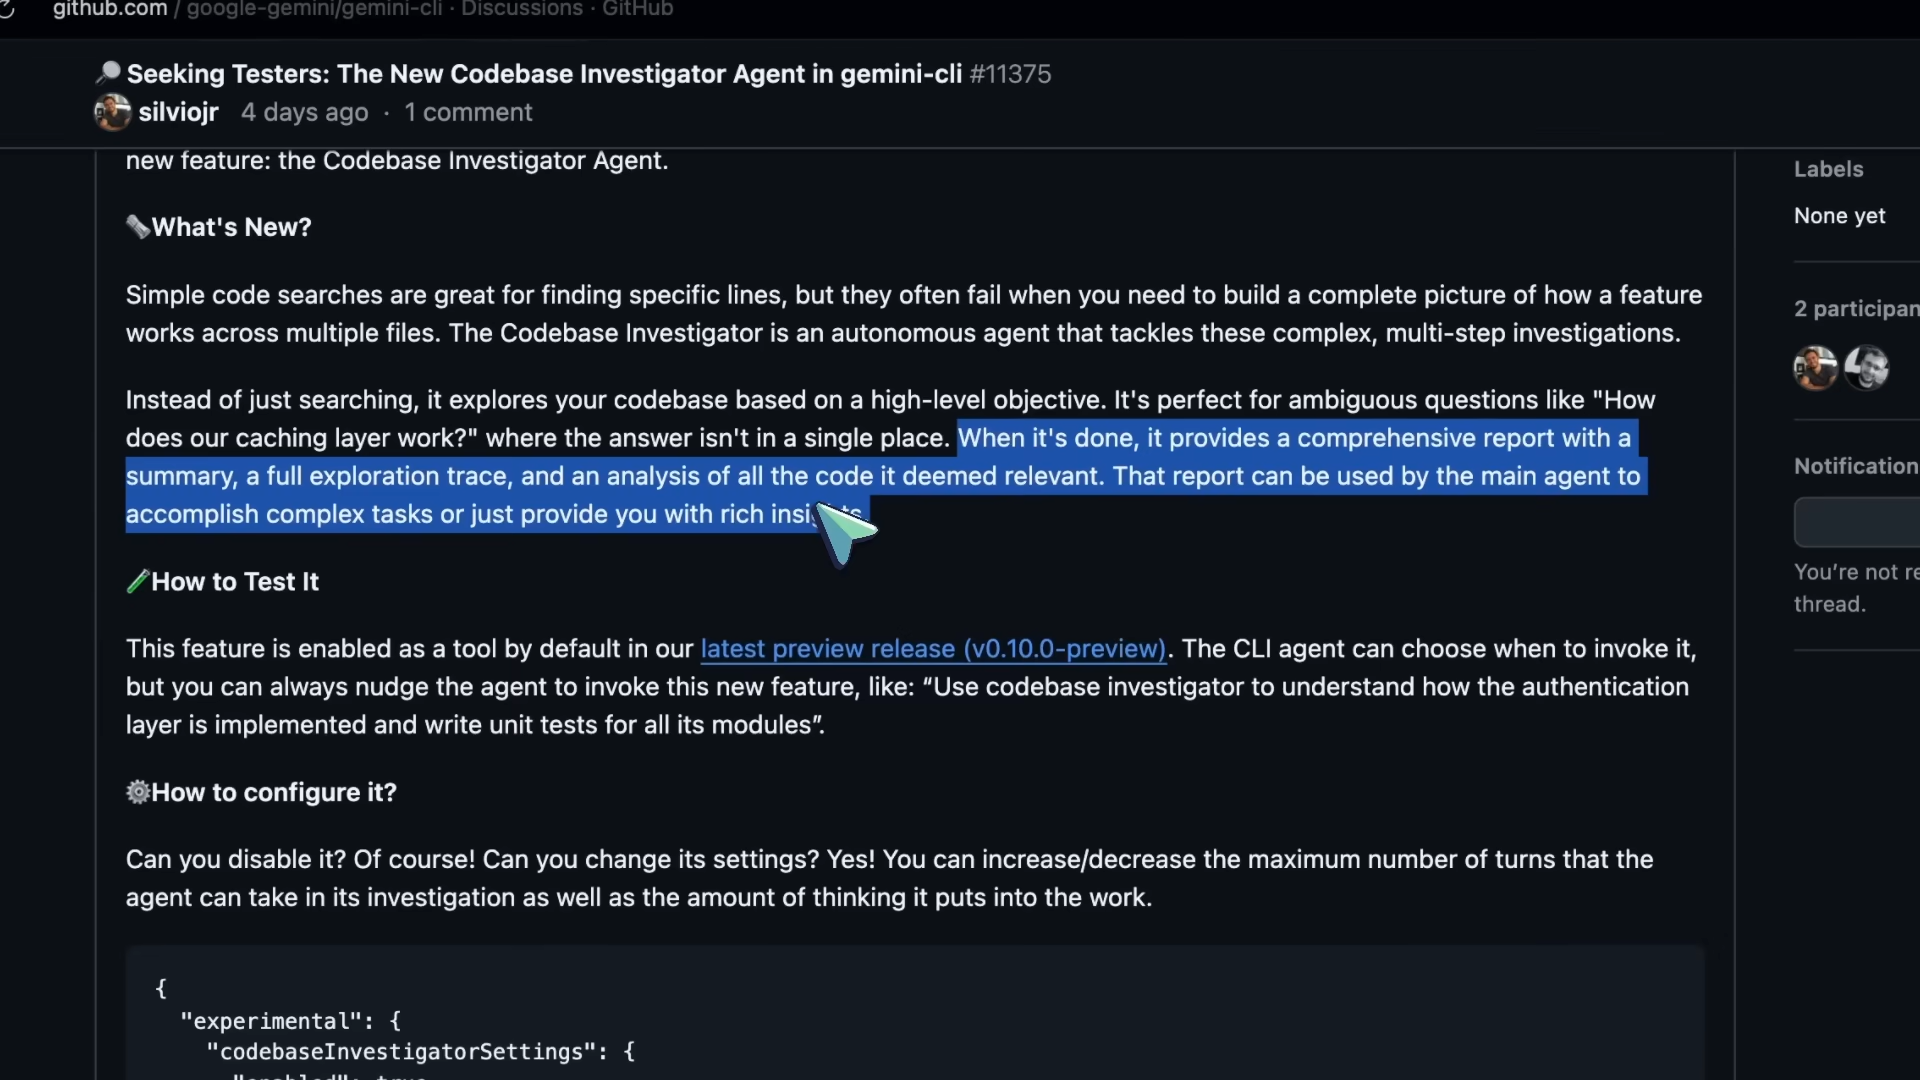 github.com / google-gemini/gemini-cli · Discussions · GitHub
🔎 Seeking Testers: The New Codebase Investigator Agent in gemini-cli #11375
silviojr 4 days ago · 1 comment
new feature: the Codebase Investigator Agent.
🗞️What's New?
Simple code searches are great for finding specific lines, but they often fail when you need to build a complete picture of how a feature
works across multiple files. The Codebase Investigator is an autonomous agent that tackles these complex, multi-step investigations.
Instead of just searching, it explores your codebase based on a high-level objective. It's perfect for ambiguous questions like "How
does our caching layer work?" where the answer isn't in a single place. When it's done, it provides a comprehensive report with a
summary, a full exploration trace, and an analysis of all the code it deemed relevant. That report can be used by the main agent to
accomplish complex tasks or just provide you with rich insights.
🧪How to Test It
This feature is enabled as a tool by default in our latest preview release (v0.10.0-preview). The CLI agent can choose when to invoke it,
but you can always nudge the agent to invoke this new feature, like: “Use codebase investigator to understand how the authentication
layer is implemented and write unit tests for all its modules”.
⚙️How to configure it?
Can you disable it? Of course! Can you change its settings? Yes! You can increase/decrease the maximum number of turns that the
agent can take in its investigation as well as the amount of thinking it puts into the work.
{
"experimental": {
"codebaseInvestigatorSettings": {
"enabled": true,
Labels
None yet
2 participan
Notification
You’re not re
thread.